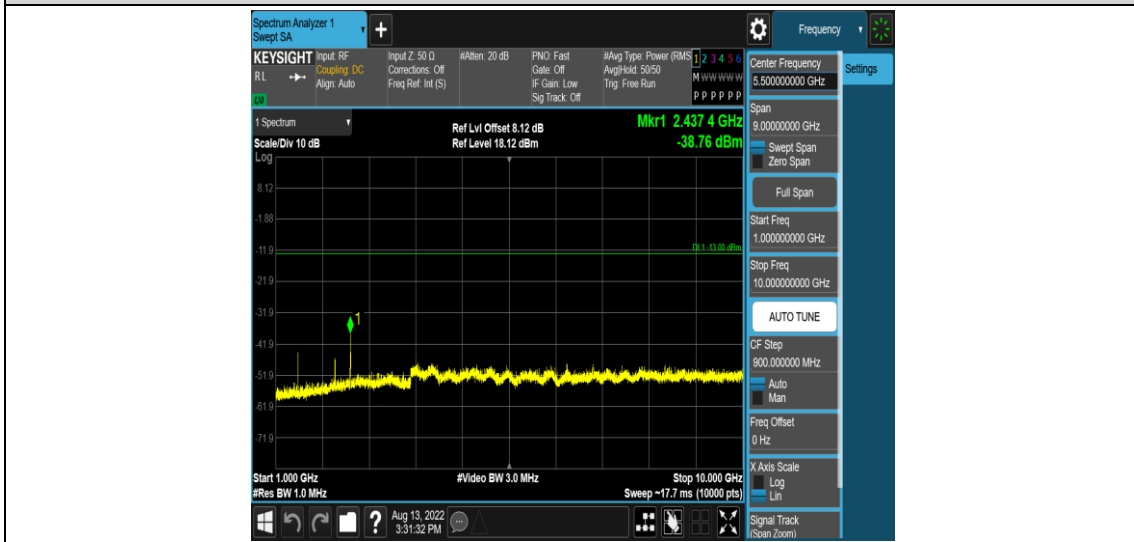 Spectrum Analyzer 1
Swept SA
Frequency
KEYSIGHT
RL
Input: RF
Coupling: DC
Align: Auto
Input Z: 50 Ω
Corrections: Off
Freq Ref: Int (S)
#Atten: 20 dB
PNO: Fast
Gate: Off
IF Gain: Low
Sig Track: Off
#Avg Type: Power (RMS
Avg|Hold: 50/50
Trig: Free Run
1 2 3 4 5 6
M W W W W W
P P P P P P
1 Spectrum
Scale/Div 10 dB
Log
Ref Lvl Offset 8.12 dB
Ref Level 18.12 dBm
Mkr1 2.437 4 GHz
-38.76 dBm
8.12
-1.88
-11.9
DL1 -13.00 dBm
-21.9
-31.9
1
-41.9
-51.9
-61.9
-71.9
Start 1.000 GHz
#Res BW 1.0 MHz
#Video BW 3.0 MHz
Stop 10.000 GHz
Sweep ~17.7 ms (10000 pts)
Aug 13, 2022
3:31:32 PM
Center Frequency
5.500000000 GHz
Settings
Span
9.00000000 GHz
Swept Span
Zero Span
Full Span
Start Freq
1.000000000 GHz
Stop Freq
10.000000000 GHz
AUTO TUNE
CF Step
900.000000 MHz
Auto
Man
Freq Offset
0 Hz
X Axis Scale
Log
Lin
Signal Track
(Span Zoom)